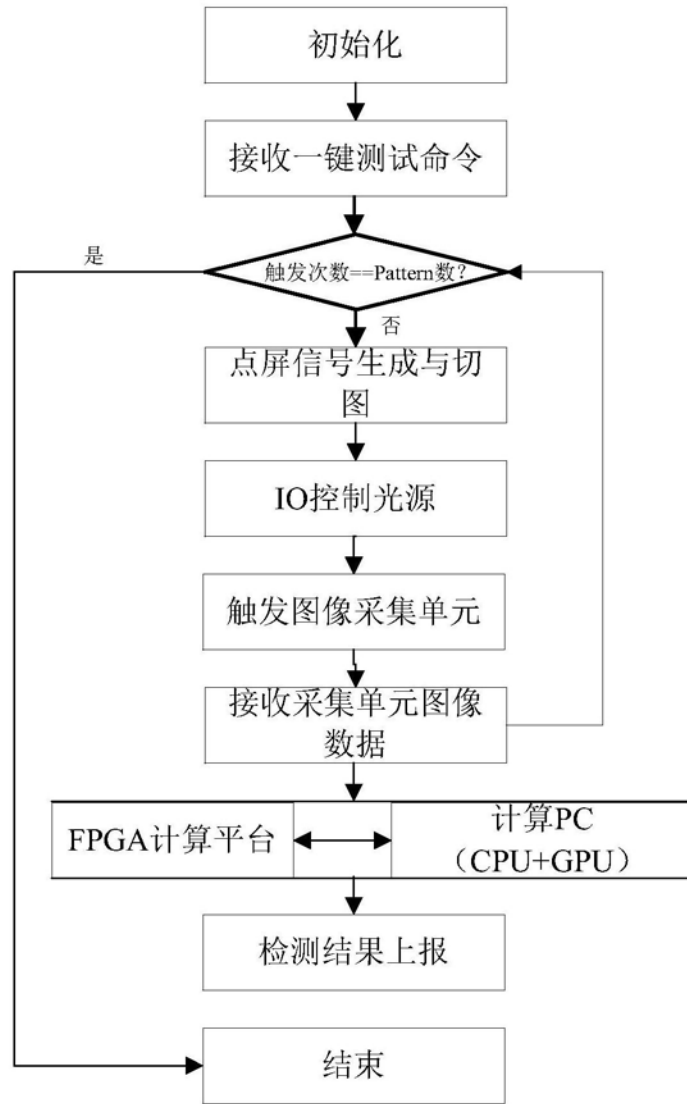 初始化
接收一键测试命令
是
触发次数==Pattern数?
否
点屏信号生成与切
图
IO控制光源
触发图像采集单元
接收采集单元图像
数据
FPGA计算平台
计算PC
（CPU+GPU）
检测结果上报
结束